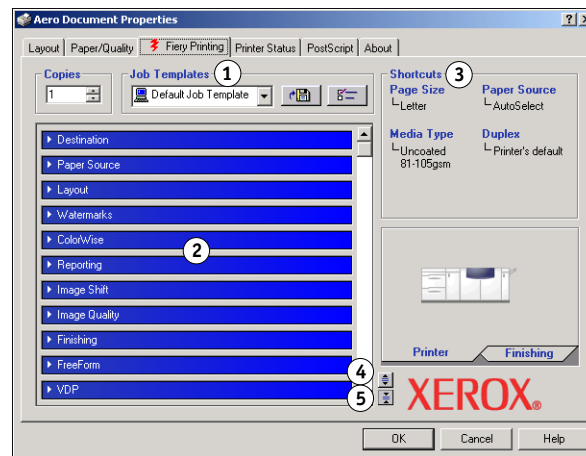 Aero Document Properties
Layout Paper/Quality Fiery Printing Printer Status PostScript About
Copies
1
Job Templates 1
Default Job Template
Shortcuts 3
Page Size
Letter
Paper Source
AutoSelect
Media Type
Uncoated
81-105gsm
Duplex
Printer's default
Destination
Paper Source
Layout
Watermarks
ColorWise
2
Reporting
Image Shift
Image Quality
Finishing
FreeForm
VDP
Printer Finishing
4
5
XEROX®
OK Cancel Help